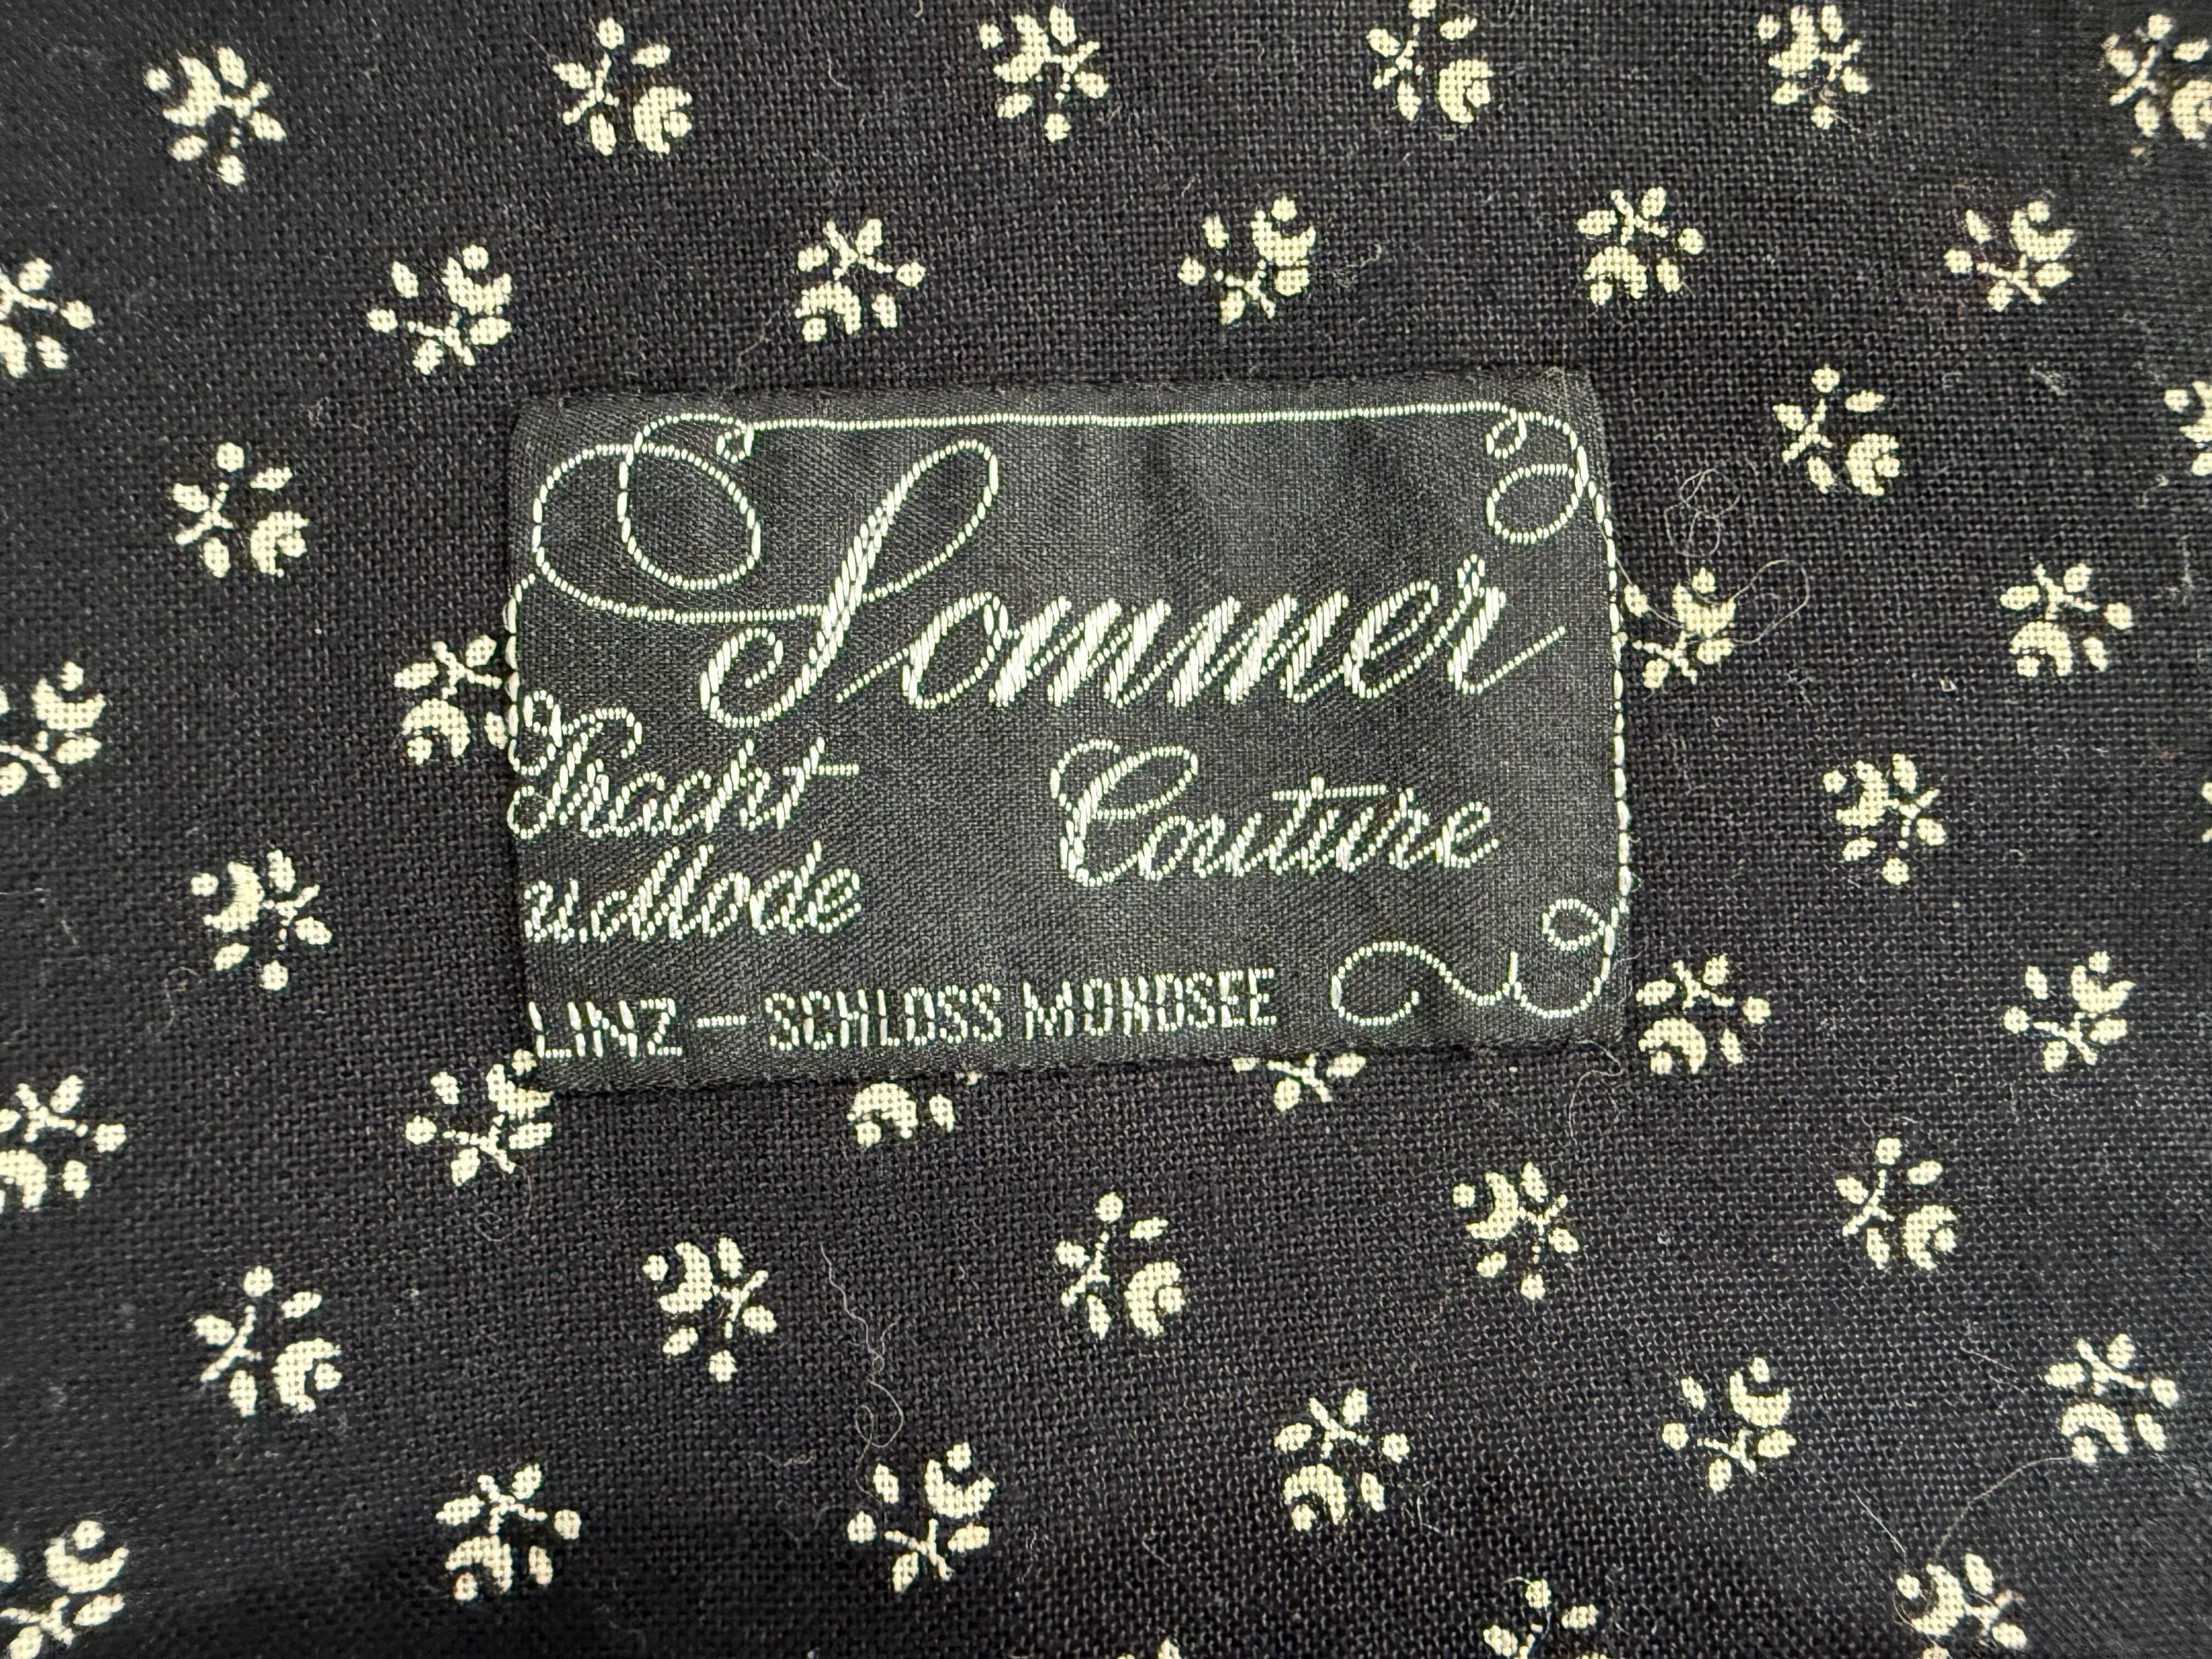 Sommer
Tracht
u. Mode
Couture
LINZ – SCHLOSS MONDSEE